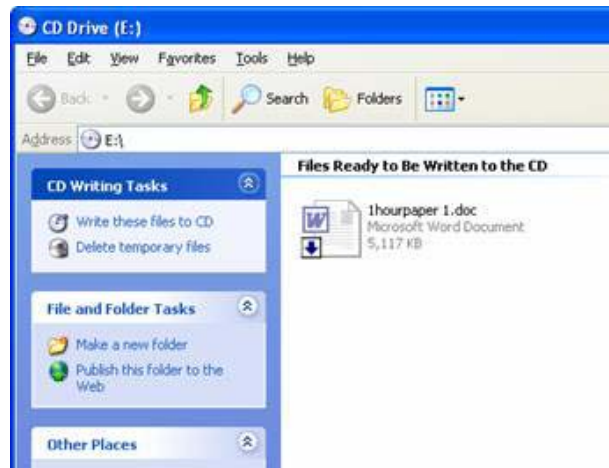 CD Drive (E:)
File Edit View Favorites Tools Help
Back Search Folders
Address E:\
Files Ready to Be Written to the CD
CD Writing Tasks
1hourpaper 1.doc
Microsoft Word Document
5,117 KB
Write these files to CD
Delete temporary files
File and Folder Tasks
Make a new folder
Publish this folder to the
Web
Other Places